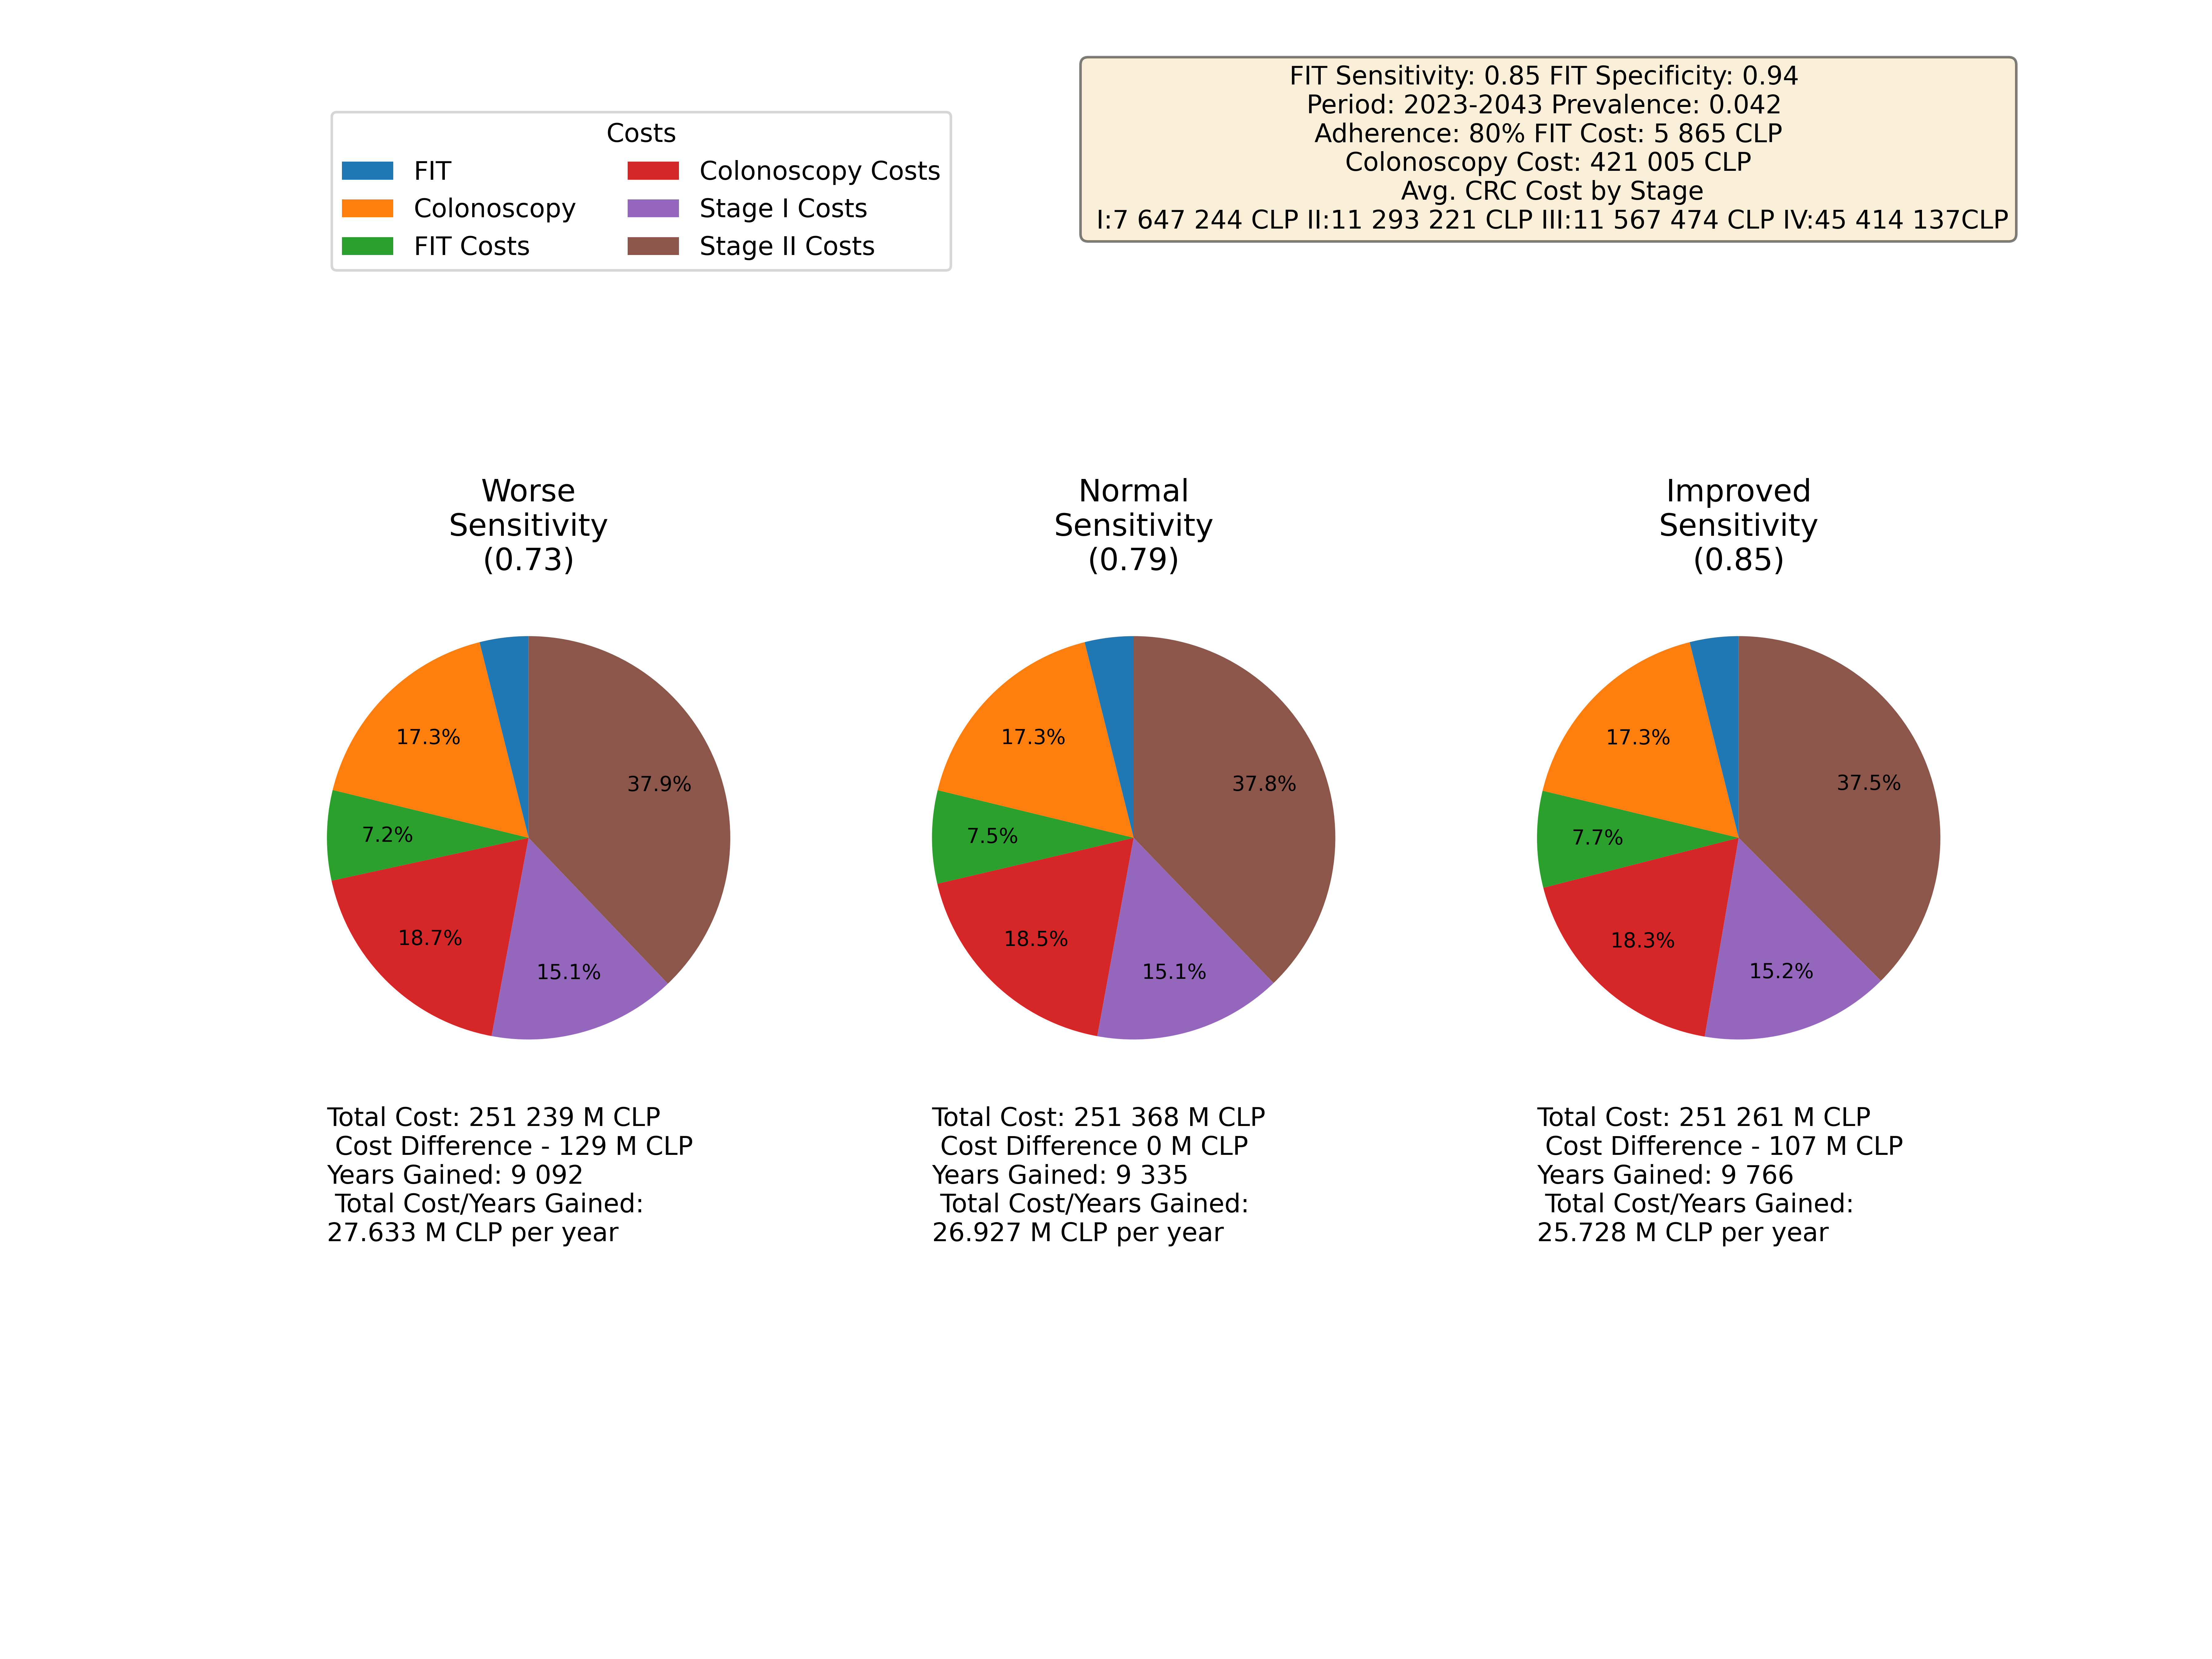 FIT Sensitivity: 0.85 FIT Specificity: 0.94
Period: 2023-2043 Prevalence: 0.042
Adherence: 80% FIT Cost: 5 865 CLP
Colonoscopy Cost: 421 005 CLP
Avg. CRC Cost by Stage
I:7 647 244 CLP II:11 293 221 CLP III:11 567 474 CLP IV:45 414 137CLP
Costs
FIT
Colonoscopy
FIT Costs
Colonoscopy Costs
Stage I Costs
Stage II Costs
Worse
Sensitivity
(0.73)
17.3%
37.9%
7.2%
18.7%
15.1%
Total Cost: 251 239 M CLP
Cost Difference - 129 M CLP
Years Gained: 9 092
Total Cost/Years Gained:
27.633 M CLP per year
Normal
Sensitivity
(0.79)
17.3%
37.8%
7.5%
18.5%
15.1%
Total Cost: 251 368 M CLP
Cost Difference 0 M CLP
Years Gained: 9 335
Total Cost/Years Gained:
26.927 M CLP per year
Improved
Sensitivity
(0.85)
17.3%
37.5%
7.7%
18.3%
15.2%
Total Cost: 251 261 M CLP
Cost Difference - 107 M CLP
Years Gained: 9 766
Total Cost/Years Gained:
25.728 M CLP per year